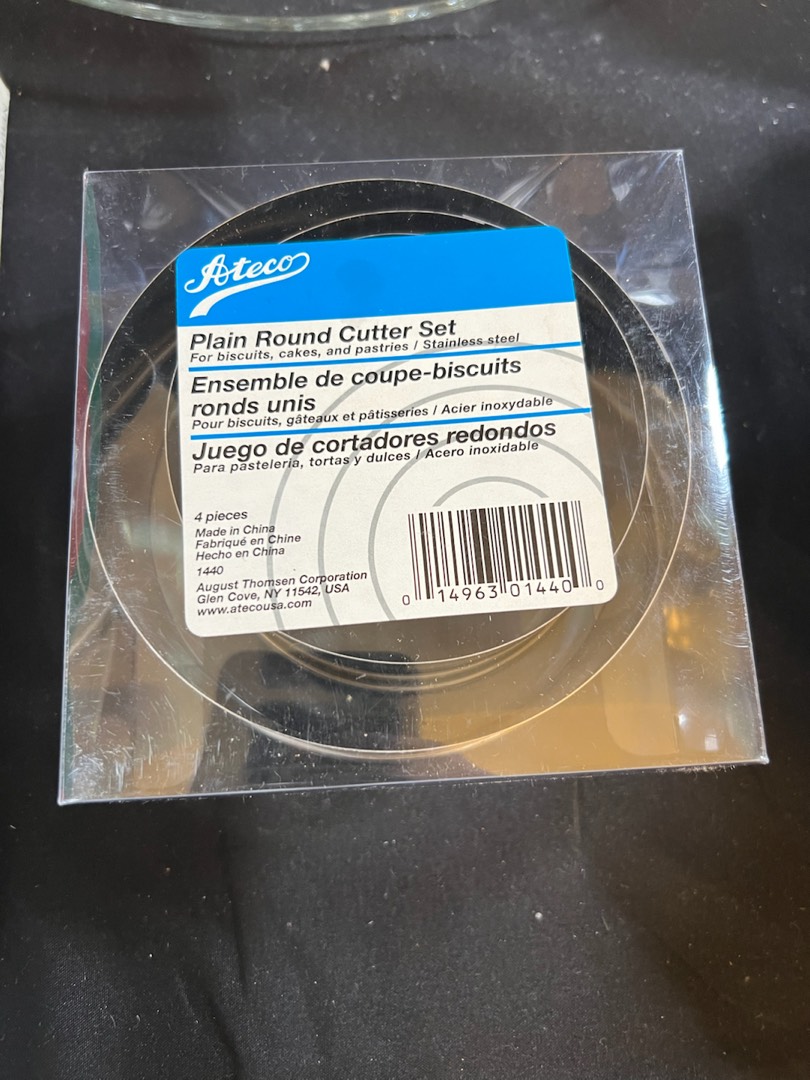 Ateco
Plain Round Cutter Set
For biscuits, cakes, and pastries / Stainless steel
Ensemble de coupe-biscuits
ronds unis
Pour biscuits, gâteaux et pâtisseries / Acier inoxydable
Juego de cortadores redondos
Para pastelería, tortas y dulces / Acero inoxidable
4 pieces
Made in China
Fabriqué en Chine
Hecho en China
1440
August Thomsen Corporation
Glen Cove, NY 11542, USA
www.atecousa.com
0 14963 01440 0